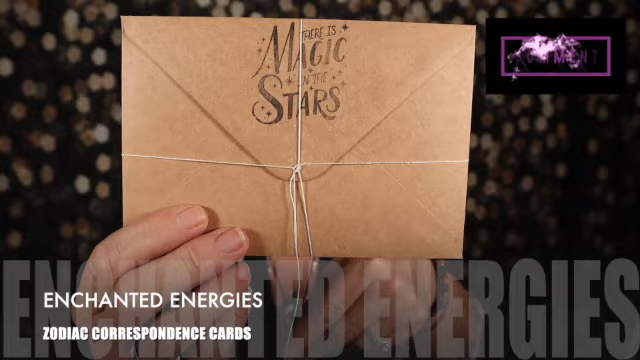 THERE IS
MAGIC
IN THE
STARS
ENCHANTED ENERGIES
ENCHANTED ENERGIES
ZODIAC CORRESPONDENCE CARDS